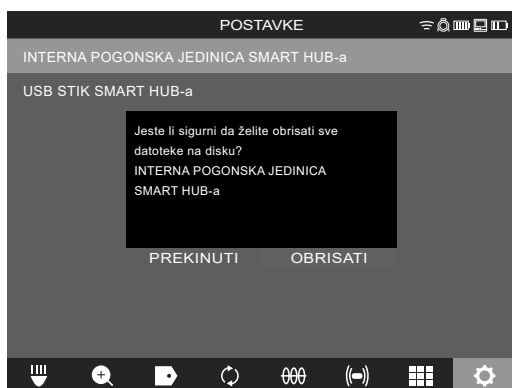 POSTAVKE
INTERNA POGONSKA JEDINICA SMART HUB-a
USB STIK SMART HUB-a
Jeste li sigurni da želite obrisati sve
datoteke na disku?
INTERNA POGONSKA JEDINICA
SMART HUB-a
PREKINUTI OBRISATI